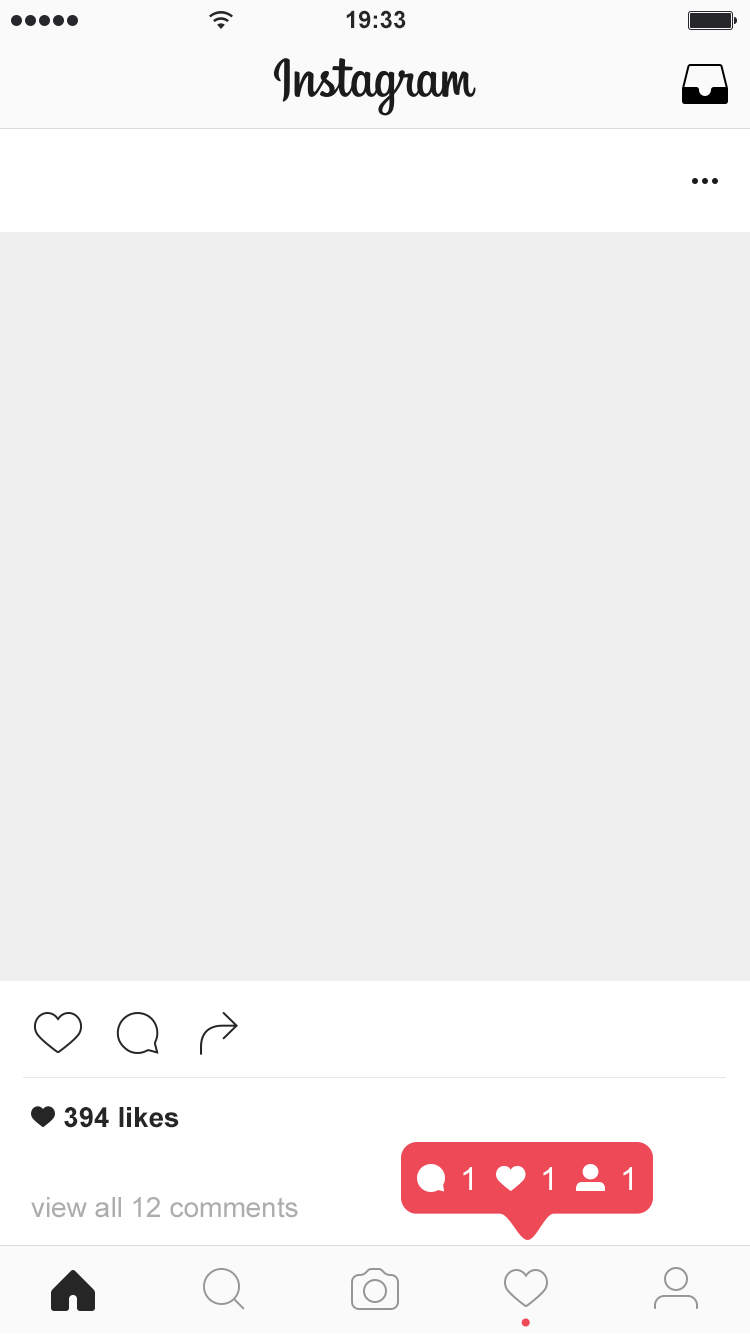 19:33
Instagram
394 likes
1 1 1
view all 12 comments